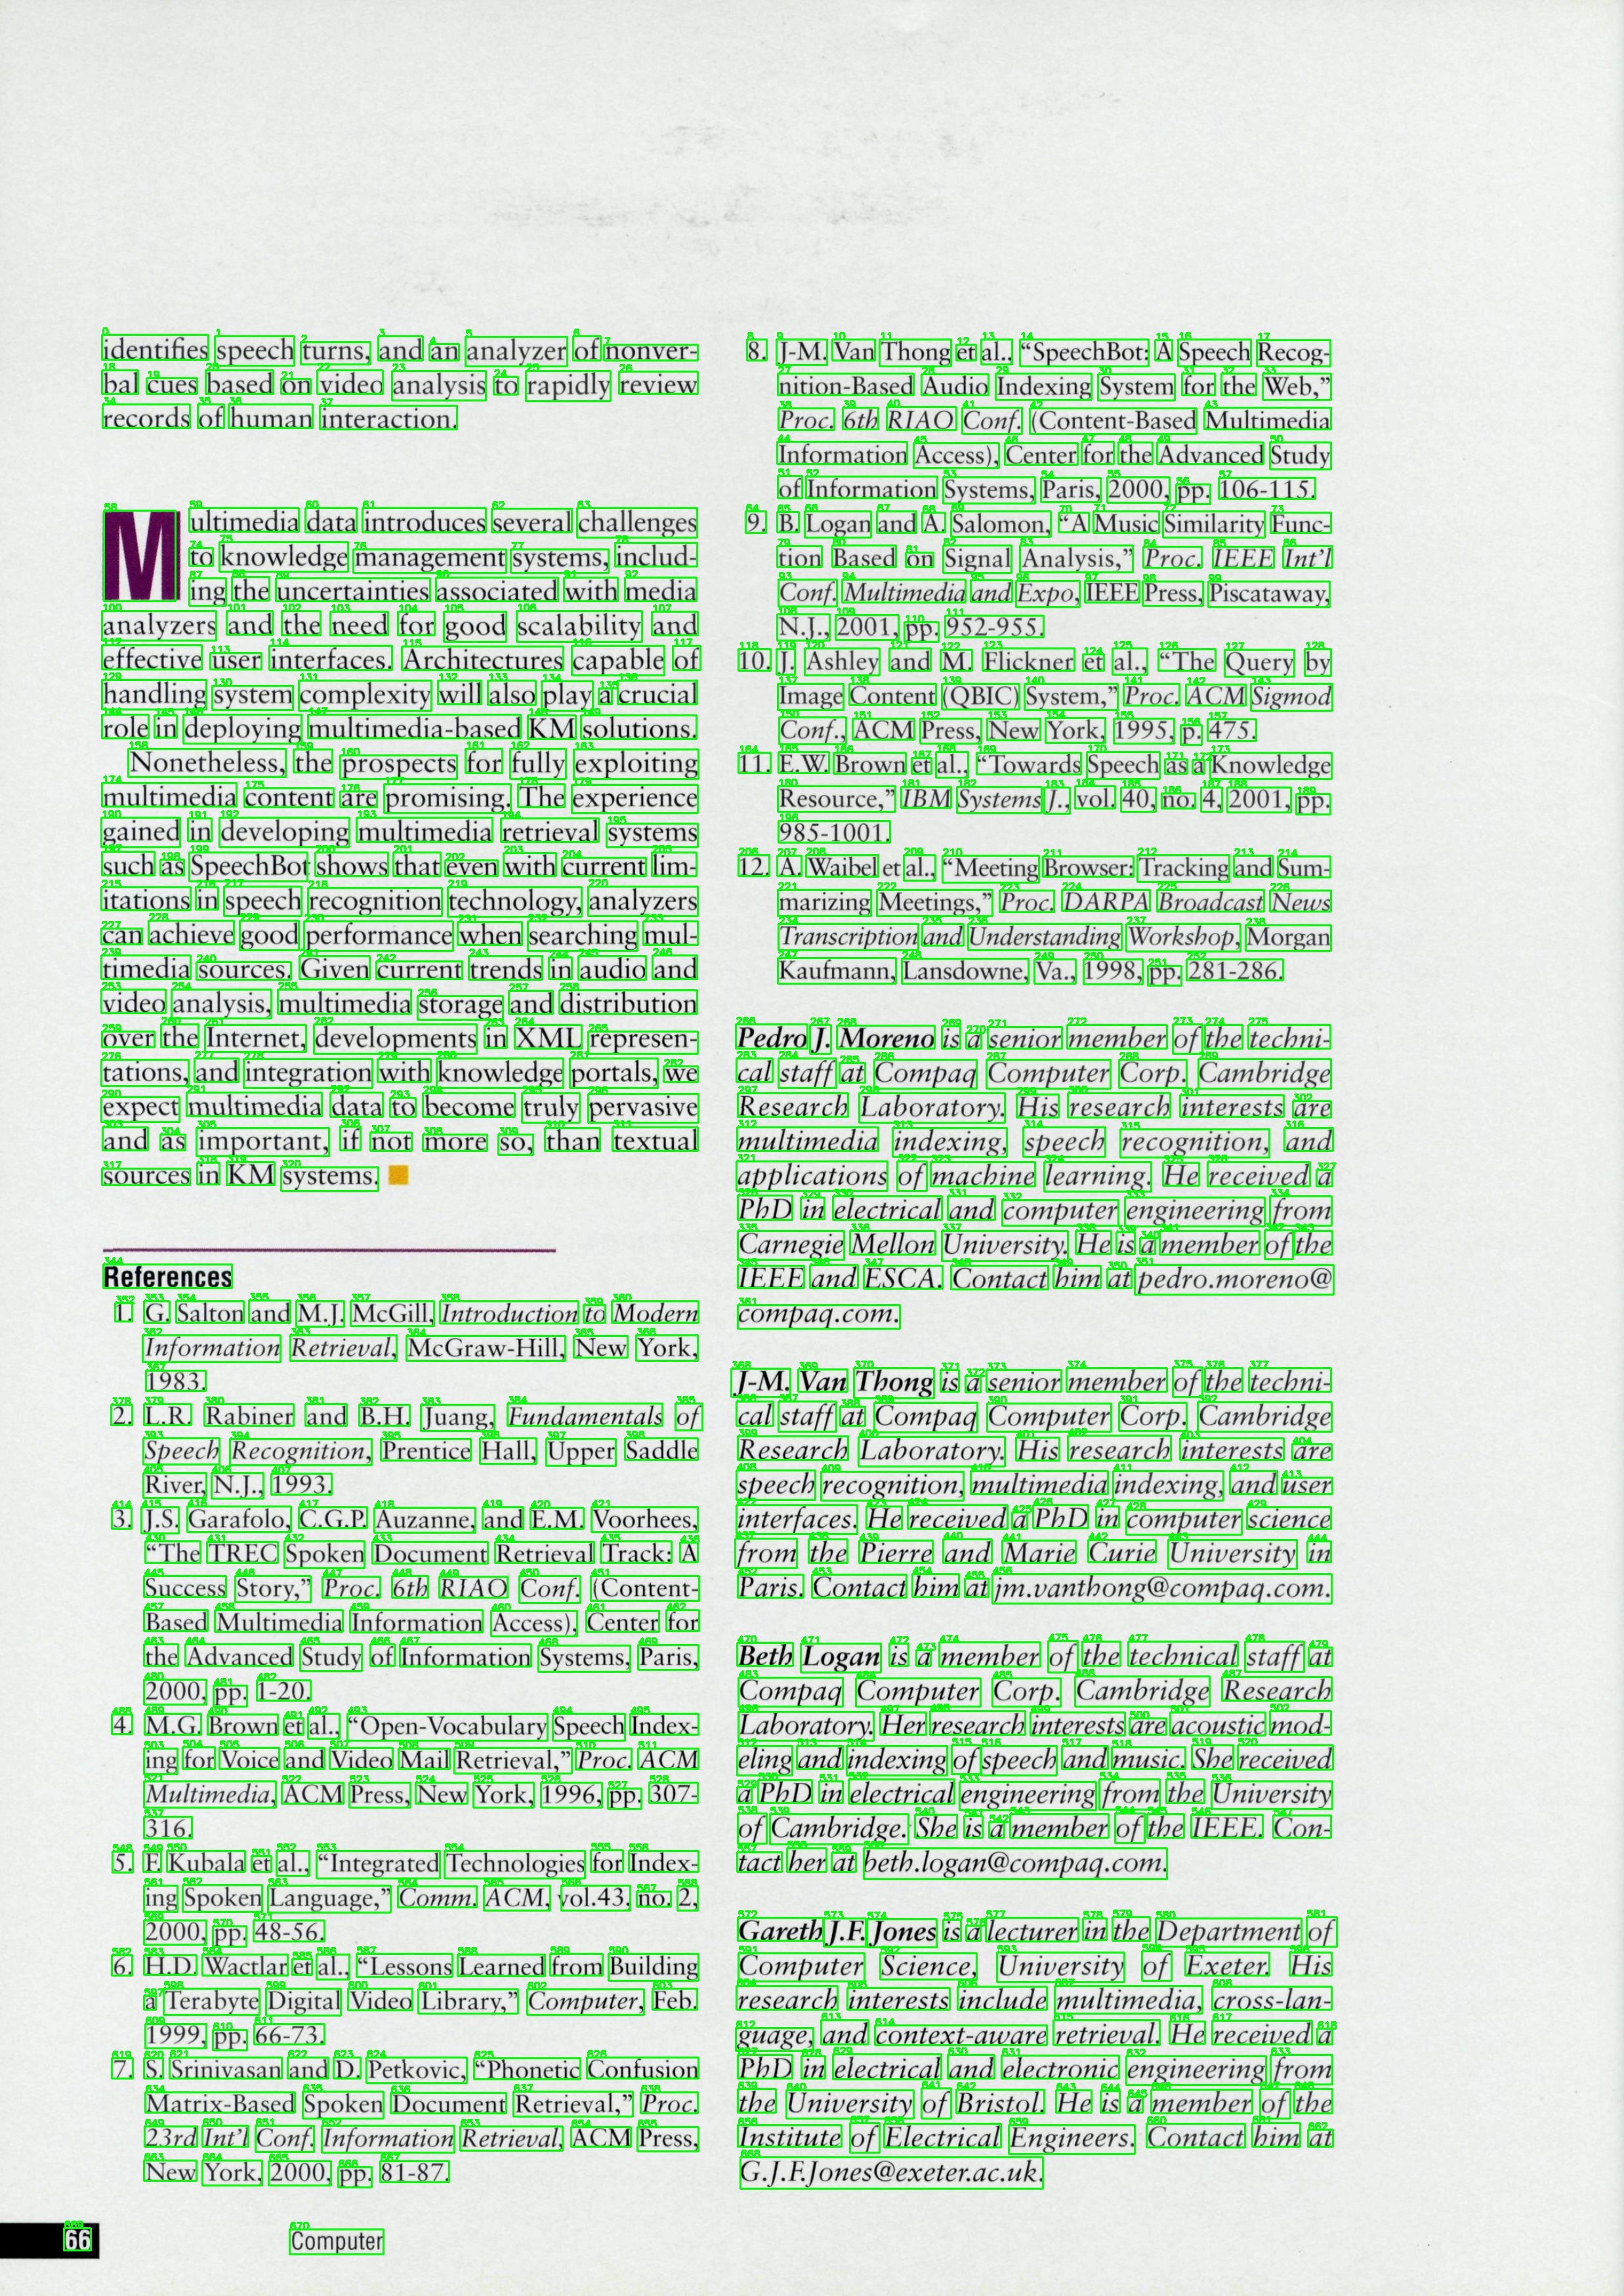 identifies speech turns, and an analyzer of nonver-
bal cues based on video analysis to rapidly review
records of human interaction.
Multimedia data introduces several challenges
to knowledge management systems, includ-
ing the uncertainties associated with media
analyzers and the need for good scalability and
effective user interfaces. Architectures capable of
handling system complexity will also play a crucial
role in deploying multimedia-based KM solutions.
Nonetheless, the prospects for fully exploiting
multimedia content are promising. The experience
gained in developing multimedia retrieval systems
such as SpeechBot shows that even with current lim-
itations in speech recognition technology, analyzers
can achieve good performance when searching mul-
timedia sources. Given current trends in audio and
video analysis, multimedia storage and distribution
over the Internet, developments in XML represen-
tations, and integration with knowledge portals, we
expect multimedia data to become truly pervasive
and as important, if not more so, than textual
sources in KM systems.
References
1. G. Salton and M.J. McGill, Introduction to Modern
Information Retrieval, McGraw-Hill, New York,
1983.
2. L.R. Rabiner and B.H. Juang, Fundamentals of
Speech Recognition, Prentice Hall, Upper Saddle
River, N.J., 1993.
3. J.S. Garafolo, C.G.P. Auzanne, and E.M. Voorhees,
“The TREC Spoken Document Retrieval Track: A
Success Story,” Proc. 6th RIAO Conf. (Content-
Based Multimedia Information Access), Center for
the Advanced Study of Information Systems, Paris,
2000, pp. 1-20.
4. M.G. Brown et al., “Open-Vocabulary Speech Index-
ing for Voice and Video Mail Retrieval,” Proc. ACM
Multimedia, ACM Press, New York, 1996, pp. 307-
316.
5. F. Kubala et al., “Integrated Technologies for Index-
ing Spoken Language,” Comm. ACM, vol.43. no. 2,
2000, pp. 48-56.
6. H.D. Wactlar et al., “Lessons Learned from Building
a Terabyte Digital Video Library,” Computer, Feb.
1999, pp. 66-73.
7. S. Srinivasan and D. Petkovic, “Phonetic Confusion
Matrix-Based Spoken Document Retrieval,” Proc.
23rd Int’l Conf. Information Retrieval, ACM Press,
New York, 2000, pp. 81-87.
8. J-M. Van Thong et al., “SpeechBot: A Speech Recog-
nition-Based Audio Indexing System for the Web,”
Proc. 6th RIAO Conf. (Content-Based Multimedia
Information Access), Center for the Advanced Study
of Information Systems, Paris, 2000, pp. 106-115.
9. B. Logan and A. Salomon, “A Music Similarity Func-
tion Based on Signal Analysis,” Proc. IEEE Int’l
Conf. Multimedia and Expo, IEEE Press, Piscataway,
N.J., 2001, pp. 952-955.
10. J. Ashley and M. Flickner et al., “The Query by
Image Content (QBIC) System,” Proc. ACM Sigmod
Conf., ACM Press, New York, 1995, p. 475.
11. E.W. Brown et al., “Towards Speech as a Knowledge
Resource,” IBM Systems J., vol. 40, no. 4, 2001, pp.
985-1001.
12. A. Waibel et al., “Meeting Browser: Tracking and Sum-
marizing Meetings,” Proc. DARPA Broadcast News
Transcription and Understanding Workshop, Morgan
Kaufmann, Lansdowne, Va., 1998, pp. 281-286.
Pedro J. Moreno is a senior member of the techni-
cal staff at Compaq Computer Corp. Cambridge
Research Laboratory. His research interests are
multimedia indexing, speech recognition, and
applications of machine learning. He received a
PhD in electrical and computer engineering from
Carnegie Mellon University. He is a member of the
IEEE and ESCA. Contact him at pedro.moreno@
compaq.com.
J-M. Van Thong is a senior member of the techni-
cal staff at Compaq Computer Corp. Cambridge
Research Laboratory. His research interests are
speech recognition, multimedia indexing, and user
interfaces. He received a PhD in computer science
from the Pierre and Marie Curie University in
Paris. Contact him at jm.vanthong@compaq.com.
Beth Logan is a member of the technical staff at
Compaq Computer Corp. Cambridge Research
Laboratory. Her research interests are acoustic mod-
eling and indexing of speech and music. She received
a PhD in electrical engineering from the University
of Cambridge. She is a member of the IEEE. Con-
tact her at beth.logan@compaq.com.
Gareth J.F. Jones is a lecturer in the Department of
Computer Science, University of Exeter. His
research interests include multimedia, cross-lan-
guage, and context-aware retrieval. He received a
PhD in electrical and electronic engineering from
the University of Bristol. He is a member of the
Institute of Electrical Engineers. Contact him at
G.J.F.Jones@exeter.ac.uk.
66 Computer